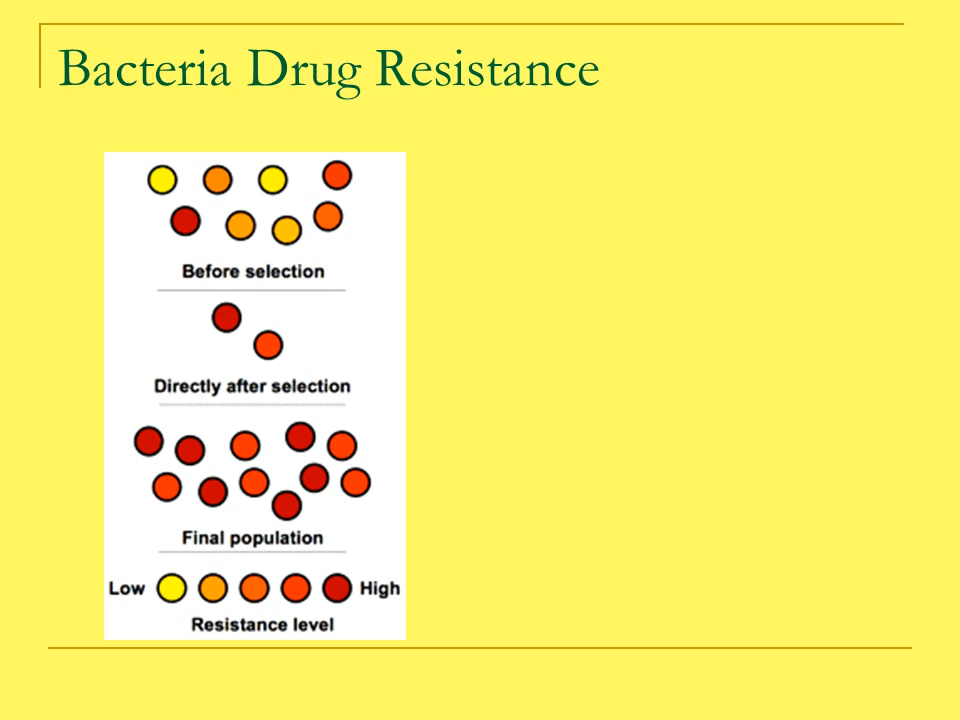 Bacteria Drug Resistance
Before selection
Directly after selection
Final population
Low High
Resistance level